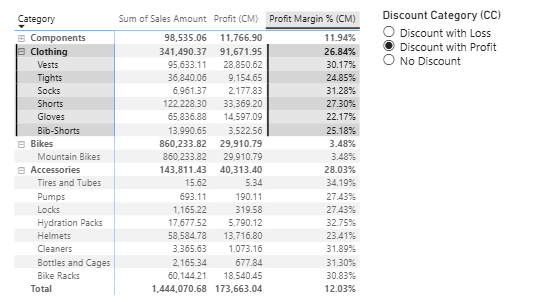 Category Sum of Sales Amount Profit (CM) Profit Margin % (CM)
Components 98,535.06 11,766.90 11.94%
Clothing 341,490.37 91,671.95 26.84%
Vests 95,633.11 28,850.62 30.17%
Tights 36,840.06 9,154.65 24.85%
Socks 6,961.37 2,177.83 31.28%
Shorts 122,228.30 33,369.20 27.30%
Gloves 65,836.88 14,597.09 22.17%
Bib-Shorts 13,990.65 3,522.56 25.18%
Bikes 860,233.82 29,910.79 3.48%
Mountain Bikes 860,233.82 29,910.79 3.48%
Accessories 143,811.43 40,313.40 28.03%
Tires and Tubes 15.62 5.34 34.19%
Pumps 693.11 190.11 27.43%
Locks 1,165.22 319.58 27.43%
Hydration Packs 17,677.52 5,790.12 32.75%
Helmets 58,584.78 13,716.80 23.41%
Cleaners 3,365.63 1,073.16 31.89%
Bottles and Cages 2,165.34 677.84 31.30%
Bike Racks 60,144.21 18,540.45 30.83%
Total 1,444,070.68 173,663.04 12.03%
Discount Category (CC)
Discount with Loss
Discount with Profit
No Discount